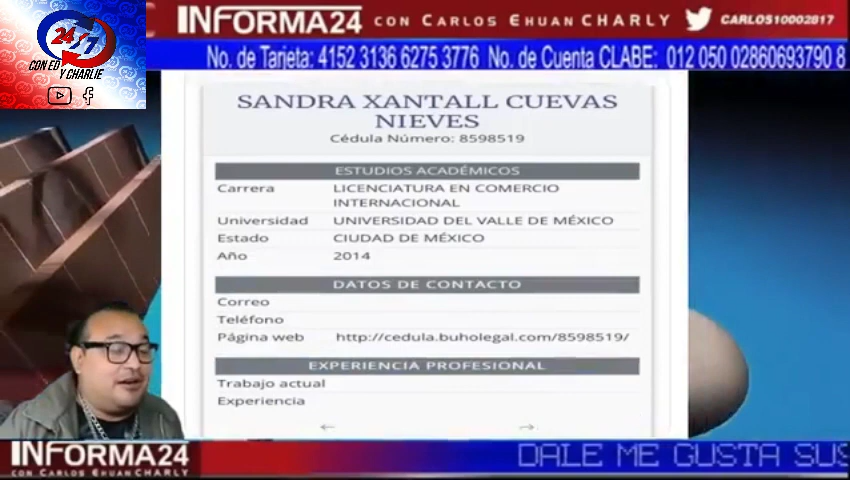 INFORMA24 CON CARLOS EHUAN CHARLY CARLOS10002817
24/7
CON ED
Y CHARLIE
No. de Tarjeta: 4152 3136 6275 3776 No. de Cuenta CLABE: 012 050 02860693790 8
SANDRA XANTALL CUEVAS
NIEVES
Cédula Número: 8598519
ESTUDIOS ACADÉMICOS
Carrera LICENCIATURA EN COMERCIO
INTERNACIONAL
Universidad UNIVERSIDAD DEL VALLE DE MÉXICO
Estado CIUDAD DE MÉXICO
Año 2014
DATOS DE CONTACTO
Correo
Teléfono
Página web http://cedula.buholegal.com/8598519/
EXPERIENCIA PROFESIONAL
Trabajo actual
Experiencia
INFORMA24
CON CARLOS EHUAN CHARLY
DALE ME GUSTA SUS